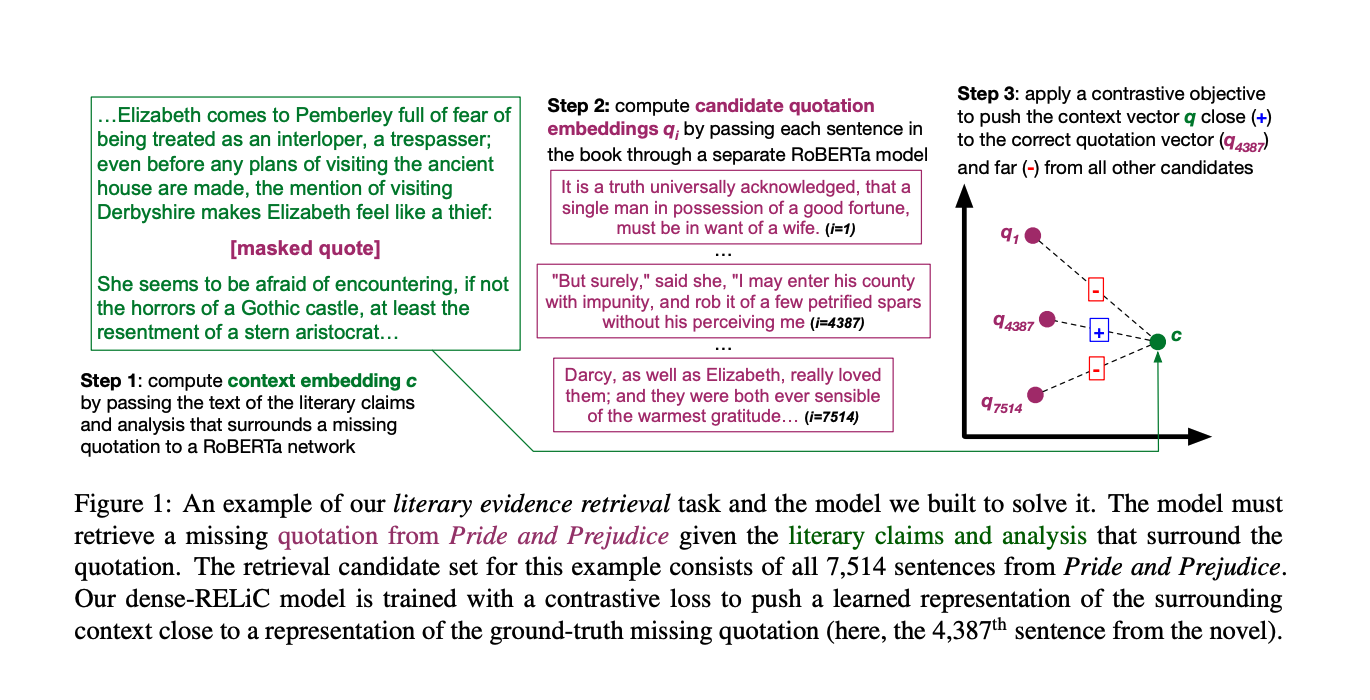 …Elizabeth comes to Pemberley full of fear of
being treated as an interloper, a trespasser;
even before any plans of visiting the ancient
house are made, the mention of visiting
Derbyshire makes Elizabeth feel like a thief:
[masked quote]
She seems to be afraid of encountering, if not
the horrors of a Gothic castle, at least the
resentment of a stern aristocrat…
Step 1: compute context embedding c
by passing the text of the literary claims
and analysis that surrounds a missing
quotation to a RoBERTa network
Step 2: compute candidate quotation
embeddings qi by passing each sentence in
the book through a separate RoBERTa model
It is a truth universally acknowledged, that a
single man in possession of a good fortune,
must be in want of a wife. (i=1)
…
"But surely," said she, "I may enter his county
with impunity, and rob it of a few petrified spars
without his perceiving me (i=4387)
…
Darcy, as well as Elizabeth, really loved
them; and they were both ever sensible
of the warmest gratitude… (i=7514)
Step 3: apply a contrastive objective
to push the context vector q close (+)
to the correct quotation vector (q4387)
and far (-) from all other candidates
q1
-
q4387
+
c
-
q7514
Figure 1: An example of our literary evidence retrieval task and the model we built to solve it. The model must
retrieve a missing quotation from Pride and Prejudice given the literary claims and analysis that surround the
quotation. The retrieval candidate set for this example consists of all 7,514 sentences from Pride and Prejudice.
Our dense-RELiC model is trained with a contrastive loss to push a learned representation of the surrounding
context close to a representation of the ground-truth missing quotation (here, the 4,387th sentence from the novel).